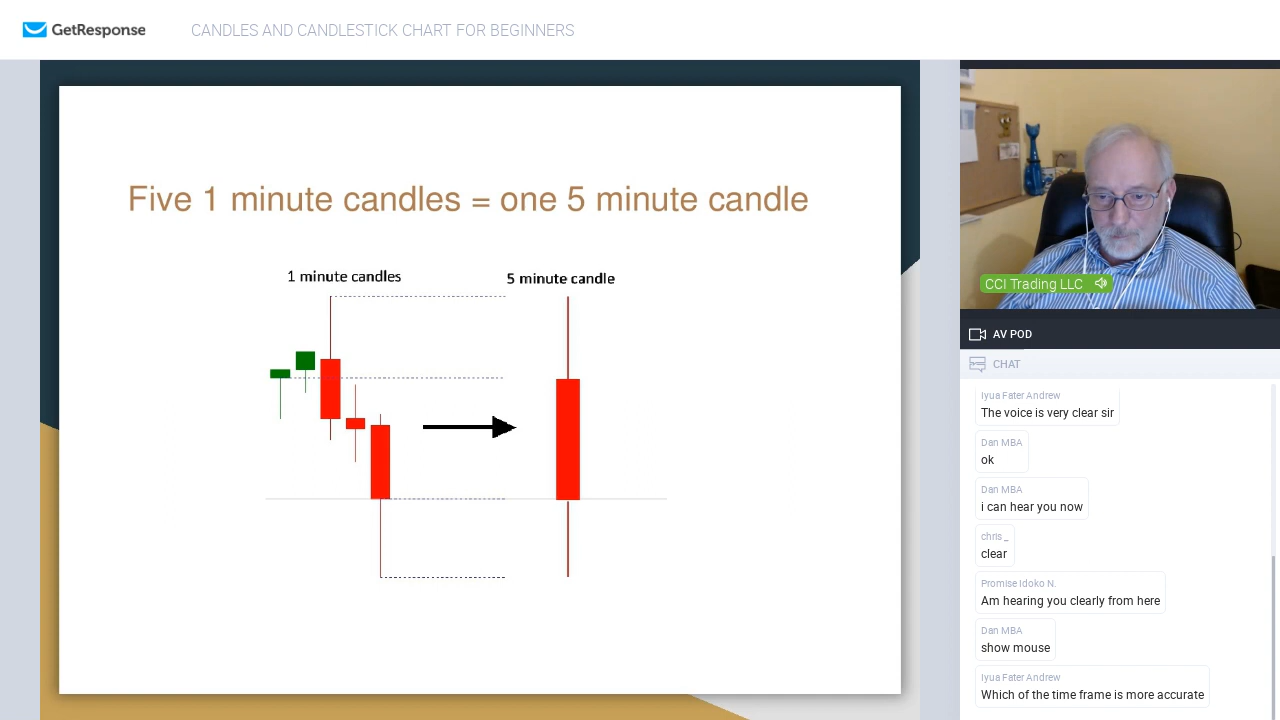 GetResponse
CANDLES AND CANDLESTICK CHART FOR BEGINNERS
Five 1 minute candles = one 5 minute candle
1 minute candles
5 minute candle
CCI Trading LLC
AV POD
CHAT
Iyua Fater Andrew
The voice is very clear sir
Dan MBA
ok
Dan MBA
i can hear you now
chris _
clear
Promise Idoko N.
Am hearing you clearly from here
Dan MBA
show mouse
Iyua Fater Andrew
Which of the time frame is more accurate